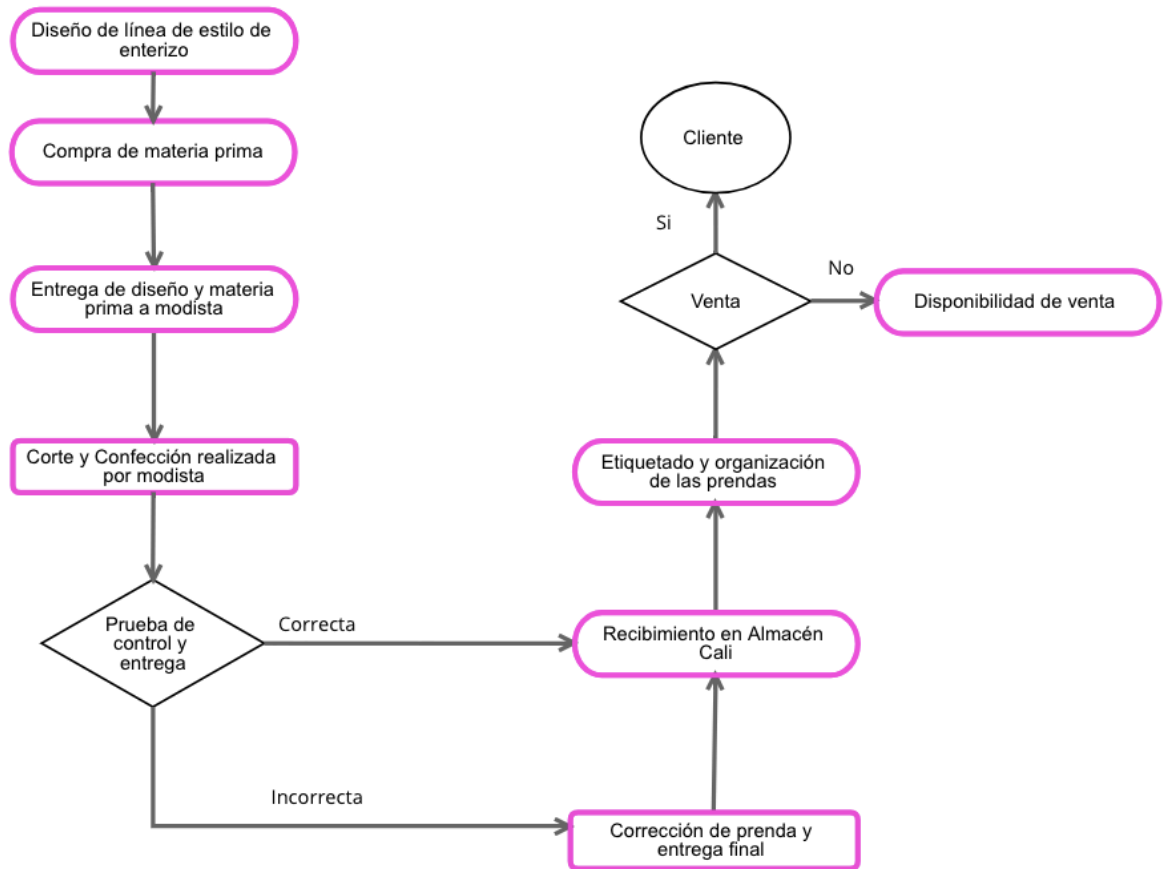 Diseño de línea de estilo de
enterizo
Compra de materia prima
Entrega de diseño y materia
prima a modista
Corte y Confección realizada
por modista
Prueba de
control y
entrega
Correcta
Incorrecta
Corrección de prenda y
entrega final
Recibimiento en Almacén
Cali
Etiquetado y organización
de las prendas
Venta
No
Disponibilidad de venta
Si
Cliente